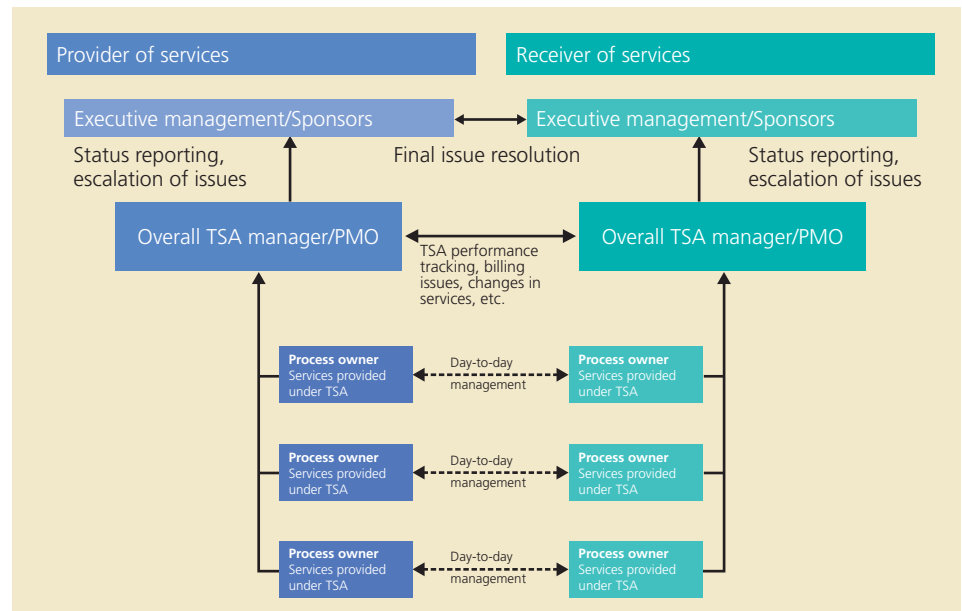 Provider of services
Receiver of services
Executive management/Sponsors
Executive management/Sponsors
Status reporting,
escalation of issues
Final issue resolution
Status reporting,
escalation of issues
Overall TSA manager/PMO
Overall TSA manager/PMO
TSA performance
tracking, billing
issues, changes in
services, etc.
Process owner
Services provided
under TSA
Day-to-day
management
Process owner
Services provided
under TSA
Process owner
Services provided
under TSA
Day-to-day
management
Process owner
Services provided
under TSA
Process owner
Services provided
under TSA
Day-to-day
management
Process owner
Services provided
under TSA